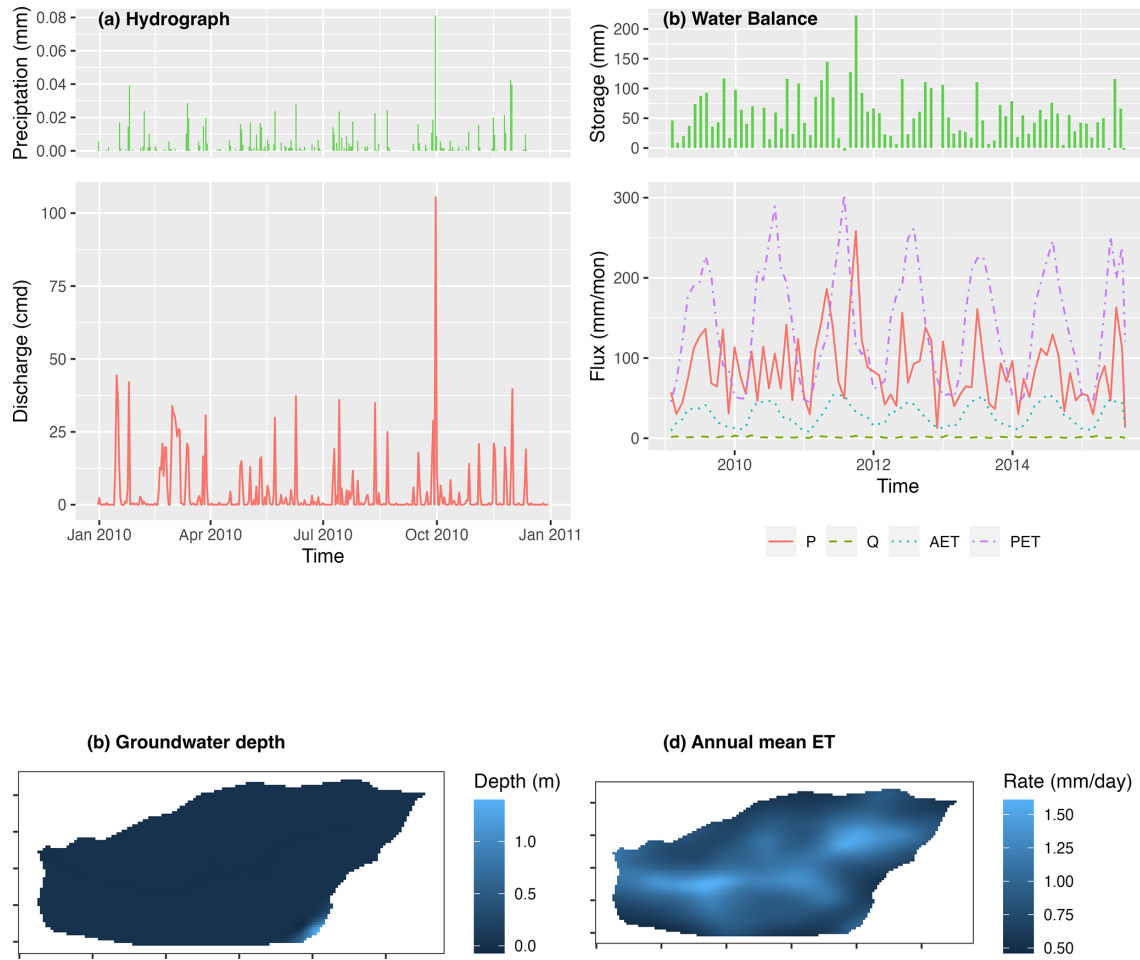 (a) Hydrograph
Preciptation (mm)
0.08
0.06
0.04
0.02
0.00
Discharge (cmd)
100
75
50
25
0
Jan 2010 Apr 2010 Jul 2010 Oct 2010 Jan 2011
Time
(b) Water Balance
Storage (mm)
200
150
100
50
0
Flux (mm/mon)
300
200
100
0
2010 2012 2014
Time
P Q AET PET
(b) Groundwater depth
Depth (m)
1.0
0.5
0.0
(d) Annual mean ET
Rate (mm/day)
1.50
1.25
1.00
0.75
0.50